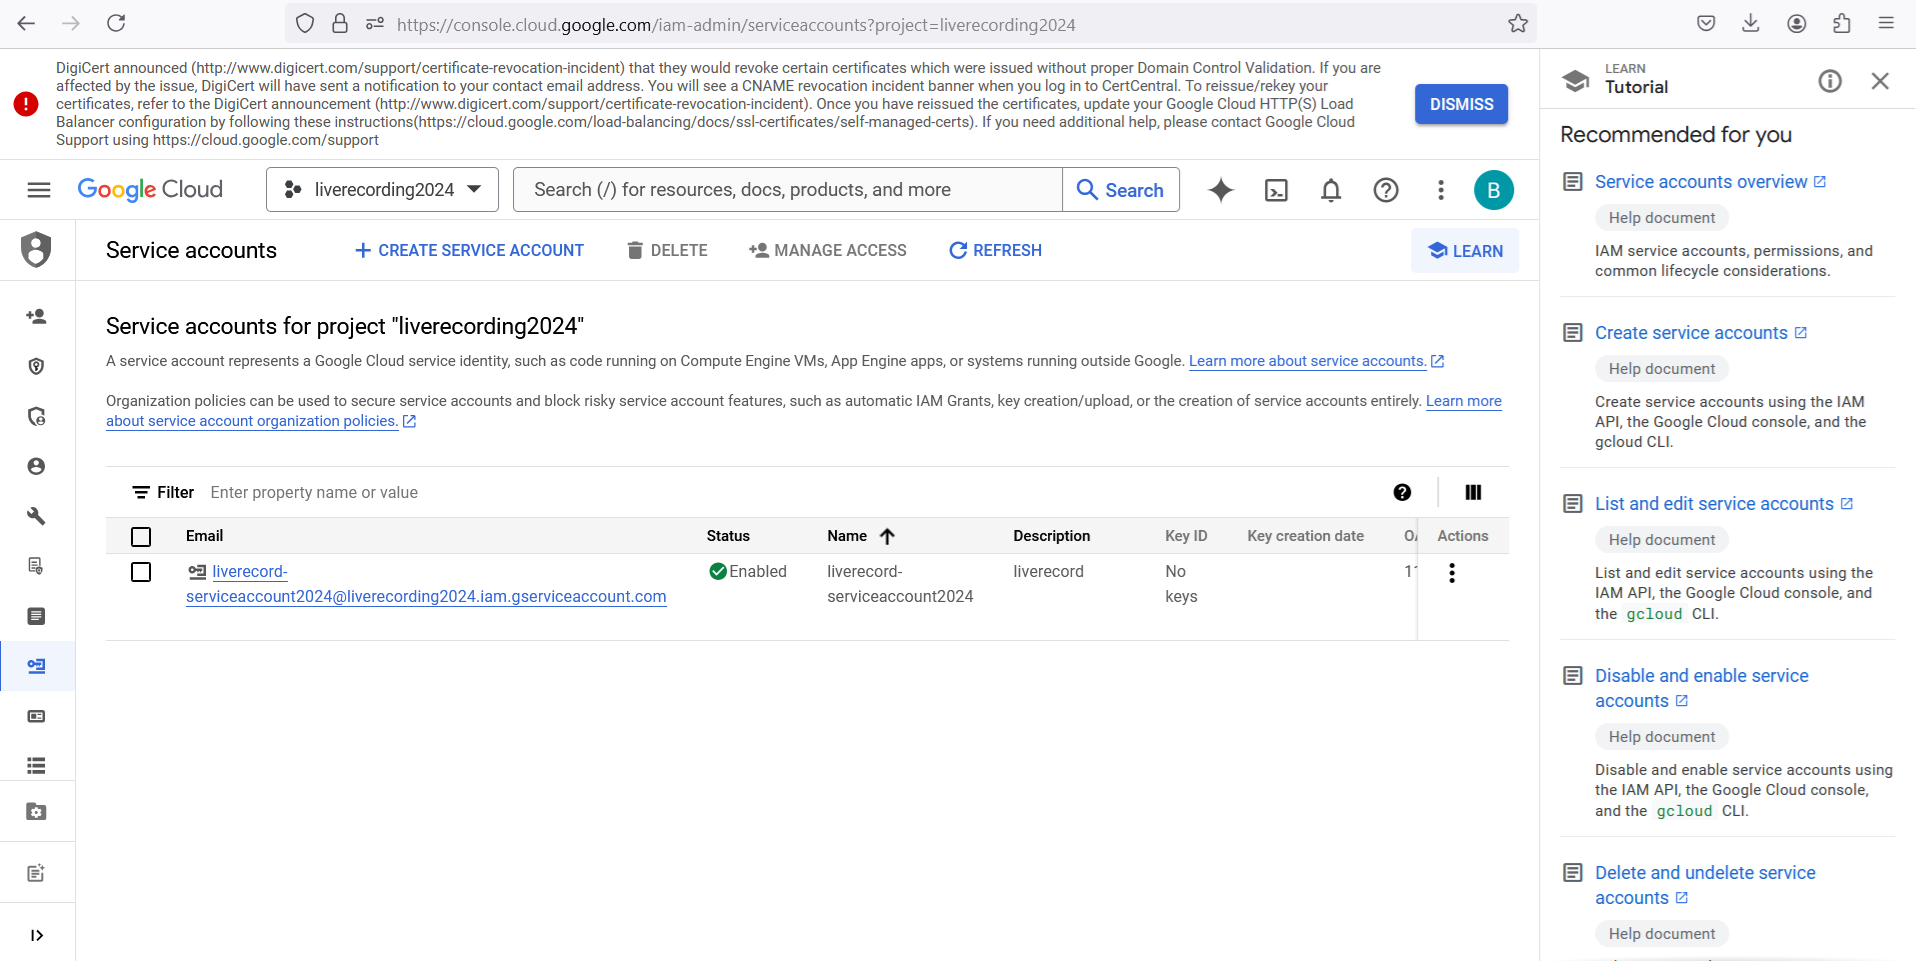 https://console.cloud.google.com/iam-admin/serviceaccounts?project=liverecording2024
DigiCert announced (http://www.digicert.com/support/certificate-revocation-incident) that they would revoke certain certificates which were issued without proper Domain Control Validation. If you are
affected by the issue, DigiCert will have sent a notification to your contact email address. You will see a CNAME revocation incident banner when you log in to CertCentral. To reissue/rekey your
certificates, refer to the DigiCert announcement (http://www.digicert.com/support/certificate-revocation-incident). Once you have reissued the certificates, update your Google Cloud HTTP(S) Load
Balancer configuration by following these instructions(https://cloud.google.com/load-balancing/docs/ssl-certificates/self-managed-certs). If you need additional help, please contact Google Cloud
Support using https://cloud.google.com/support
DISMISS
Google Cloud
liverecording2024
Search (/) for resources, docs, products, and more
Search
B
Service accounts
CREATE SERVICE ACCOUNT
DELETE
MANAGE ACCESS
REFRESH
LEARN
Service accounts for project "liverecording2024"
A service account represents a Google Cloud service identity, such as code running on Compute Engine VMs, App Engine apps, or systems running outside Google. Learn more about service accounts.
Organization policies can be used to secure service accounts and block risky service account features, such as automatic IAM Grants, key creation/upload, or the creation of service accounts entirely. Learn more
about service account organization policies.
Filter Enter property name or value
Email Status Name Description Key ID Key creation date Actions
liverecord- Enabled liverecord- liverecord No
serviceaccount2024@liverecording2024.iam.gserviceaccount.com serviceaccount2024 keys
LEARN
Tutorial
Recommended for you
Service accounts overview
Help document
IAM service accounts, permissions, and
common lifecycle considerations.
Create service accounts
Help document
Create service accounts using the IAM
API, the Google Cloud console, and the
gcloud CLI.
List and edit service accounts
Help document
List and edit service accounts using the
IAM API, the Google Cloud console, and
the gcloud CLI.
Disable and enable service
accounts
Help document
Disable and enable service accounts using
the IAM API, the Google Cloud console,
and the gcloud CLI.
Delete and undelete service
accounts
Help document